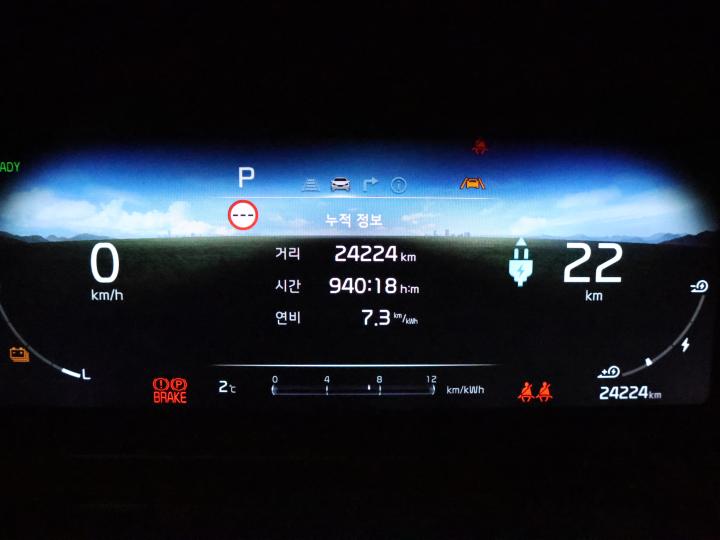 ADY
P
---
누적 정보
거리 24224 km
시간 940:18 h:m
연비 7.3 km/kWh
0
km/h
22
km
L
P
BRAKE
2℃
0 4 8 12
km/kWh
24224 km